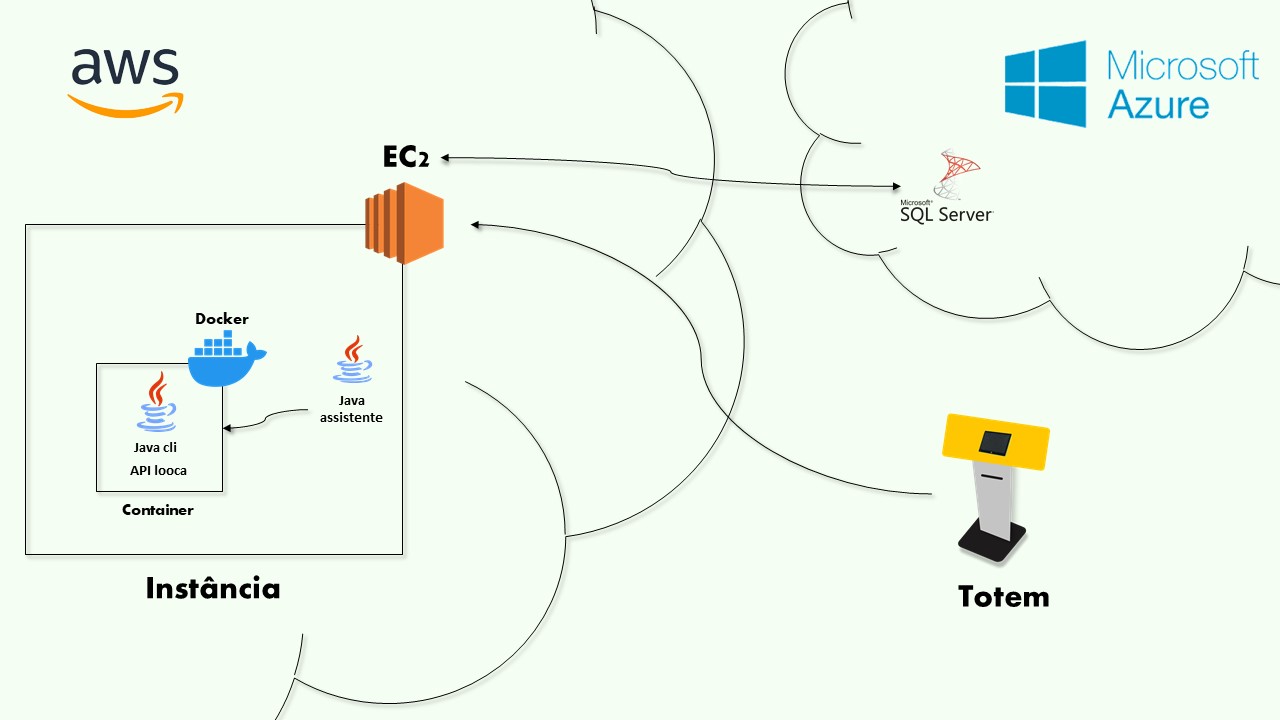 aws
Microsoft
Azure
EC2
Microsoft®
SQL Server
Docker
Java
assistente
Java cli
API looca
Container
Instância
Totem